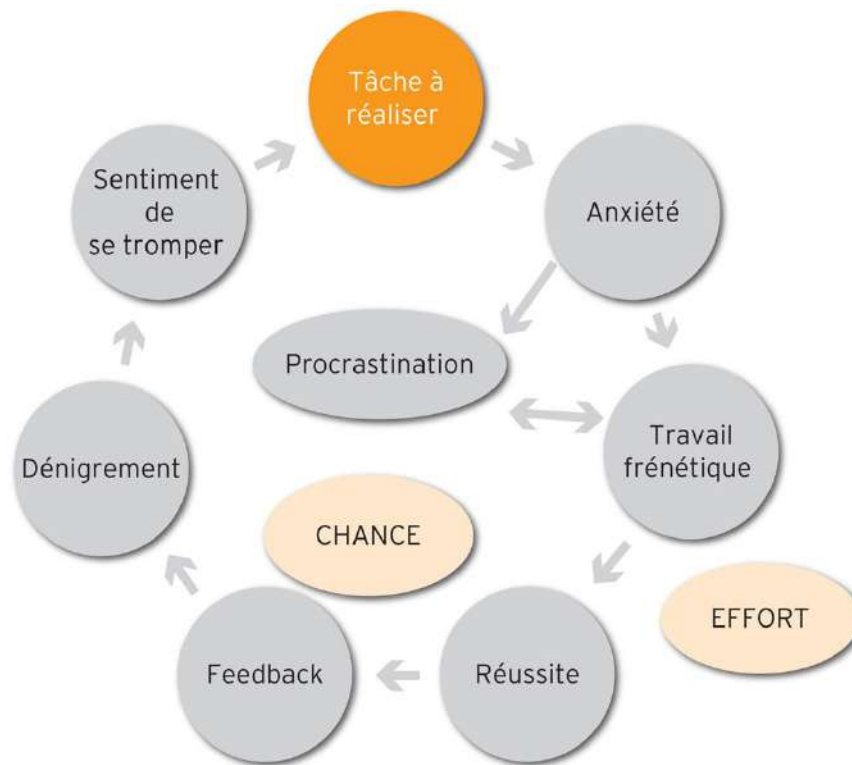 Tâche à
réaliser
Sentiment
de
se tromper
Anxiété
Procrastination
Travail
frénétique
Dénigrement
CHANCE
EFFORT
Feedback
Réussite